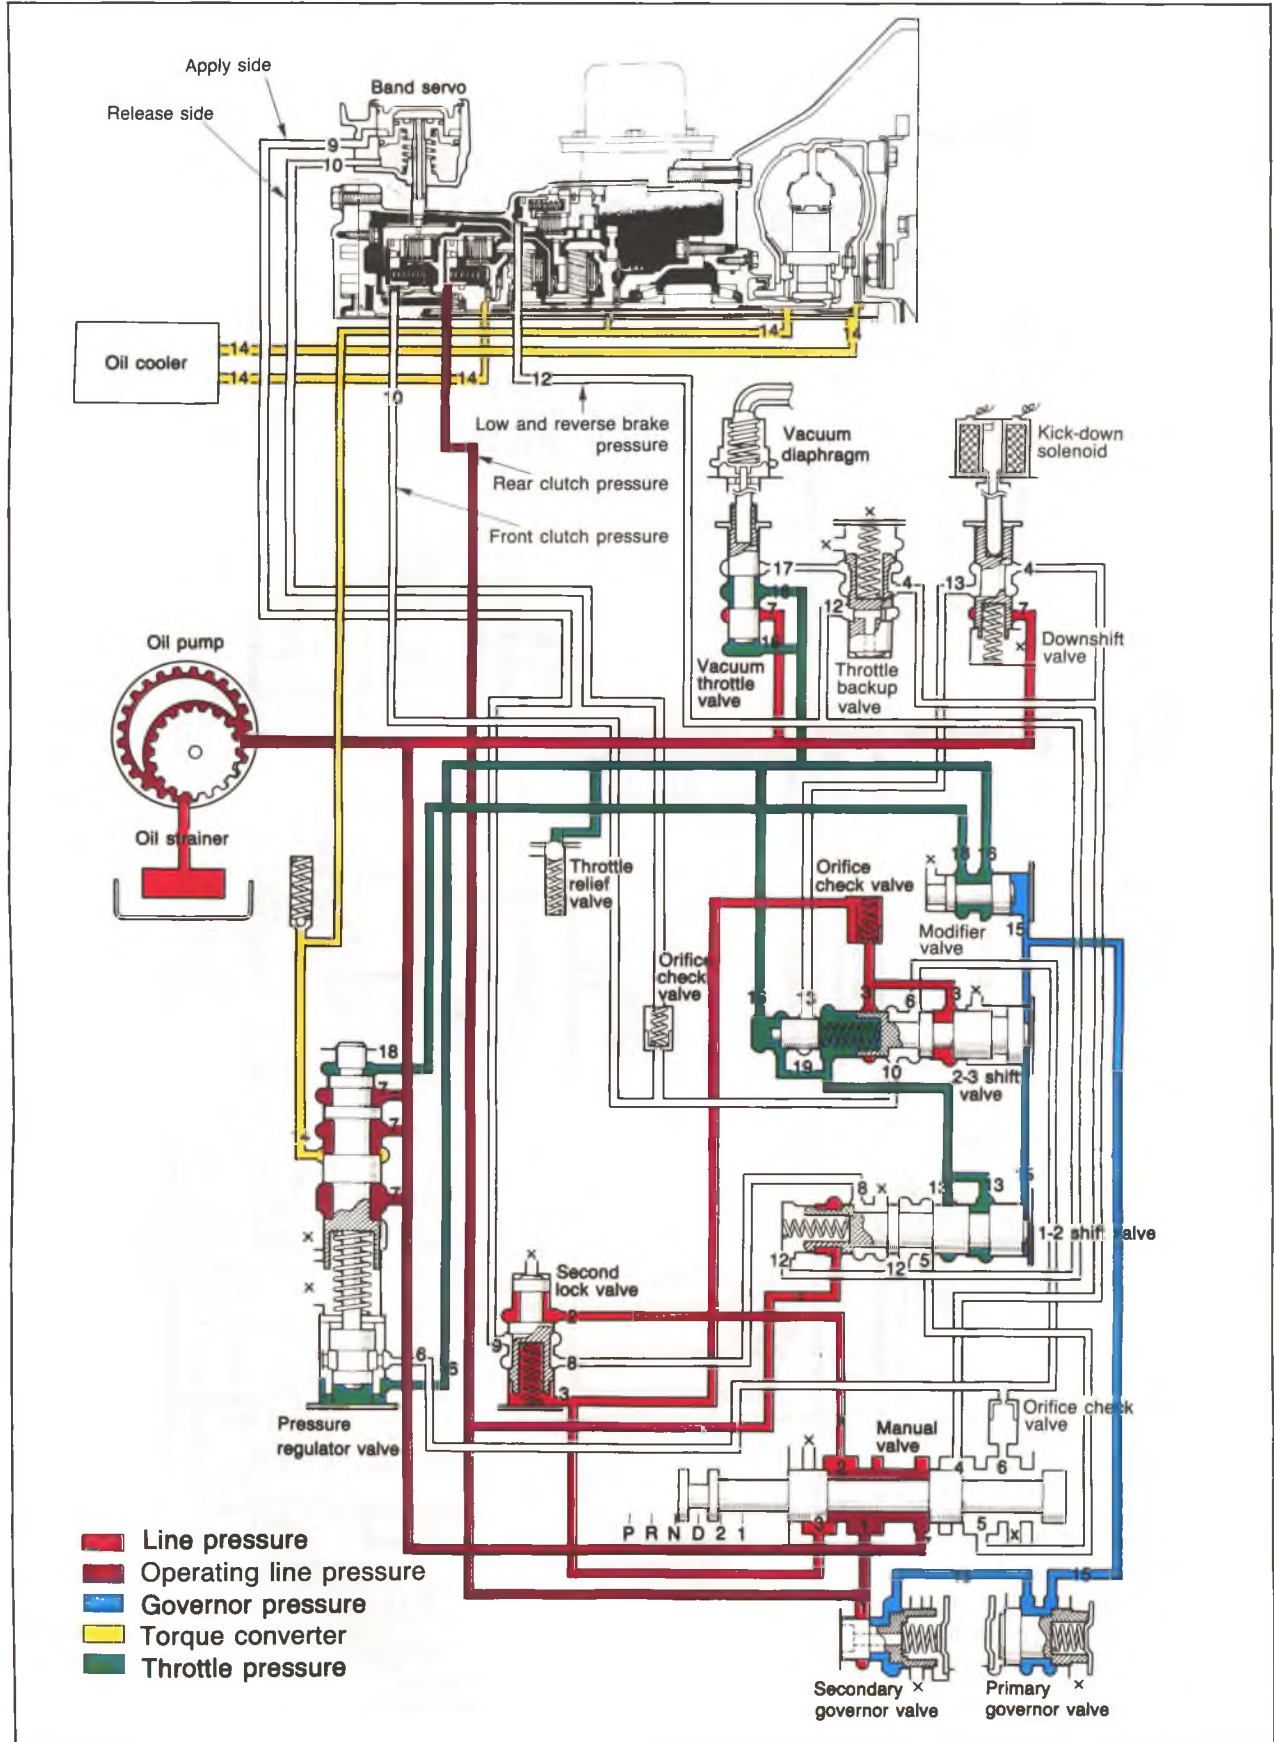 Apply side
Band servo
Release side
9
10
14
14
14
Oil cooler
14
14
12
10
Low and reverse brake
pressure
Rear clutch pressure
Front clutch pressure
Vacuum
diaphragm
Kick-down
solenoid
x
x
17
4
13
4
16
12
7
7
16
x
Downshift
valve
Vacuum
throttle
valve
Throttle
backup
valve
Oil pump
Oil strainer
Throttle
relief
valve
Orifice
check valve
18
16
x
Modifier
valve
15
Orifice
check
valve
3
6
3
x
18
19
10
2-3 shift
valve
7
7
7
x
x
8
x
13
13
15
1-2 shift valve
12
12
5
x
Second
lock valve
2
9
8
3
6
16
Pressure
regulator valve
Orifice check
valve
Manual
valve
x
2
4
6
P R N D 2 1
3
1
7
5
x
Line pressure
Operating line pressure
Governor pressure
Torque converter
Throttle pressure
15
15
Secondary
governor valve
x
Primary
governor valve
x